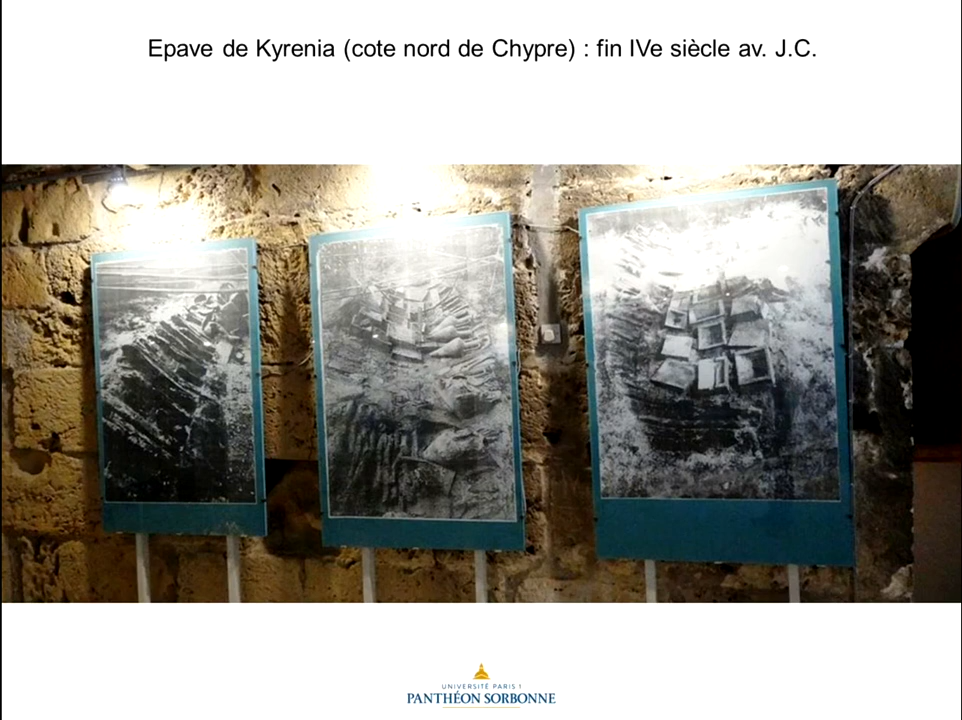 Epave de Kyrenia (cote nord de Chypre) : fin IVe siècle av. J.C.
UNIVERSITÉ PARIS 1
PANTHÉON SORBONNE